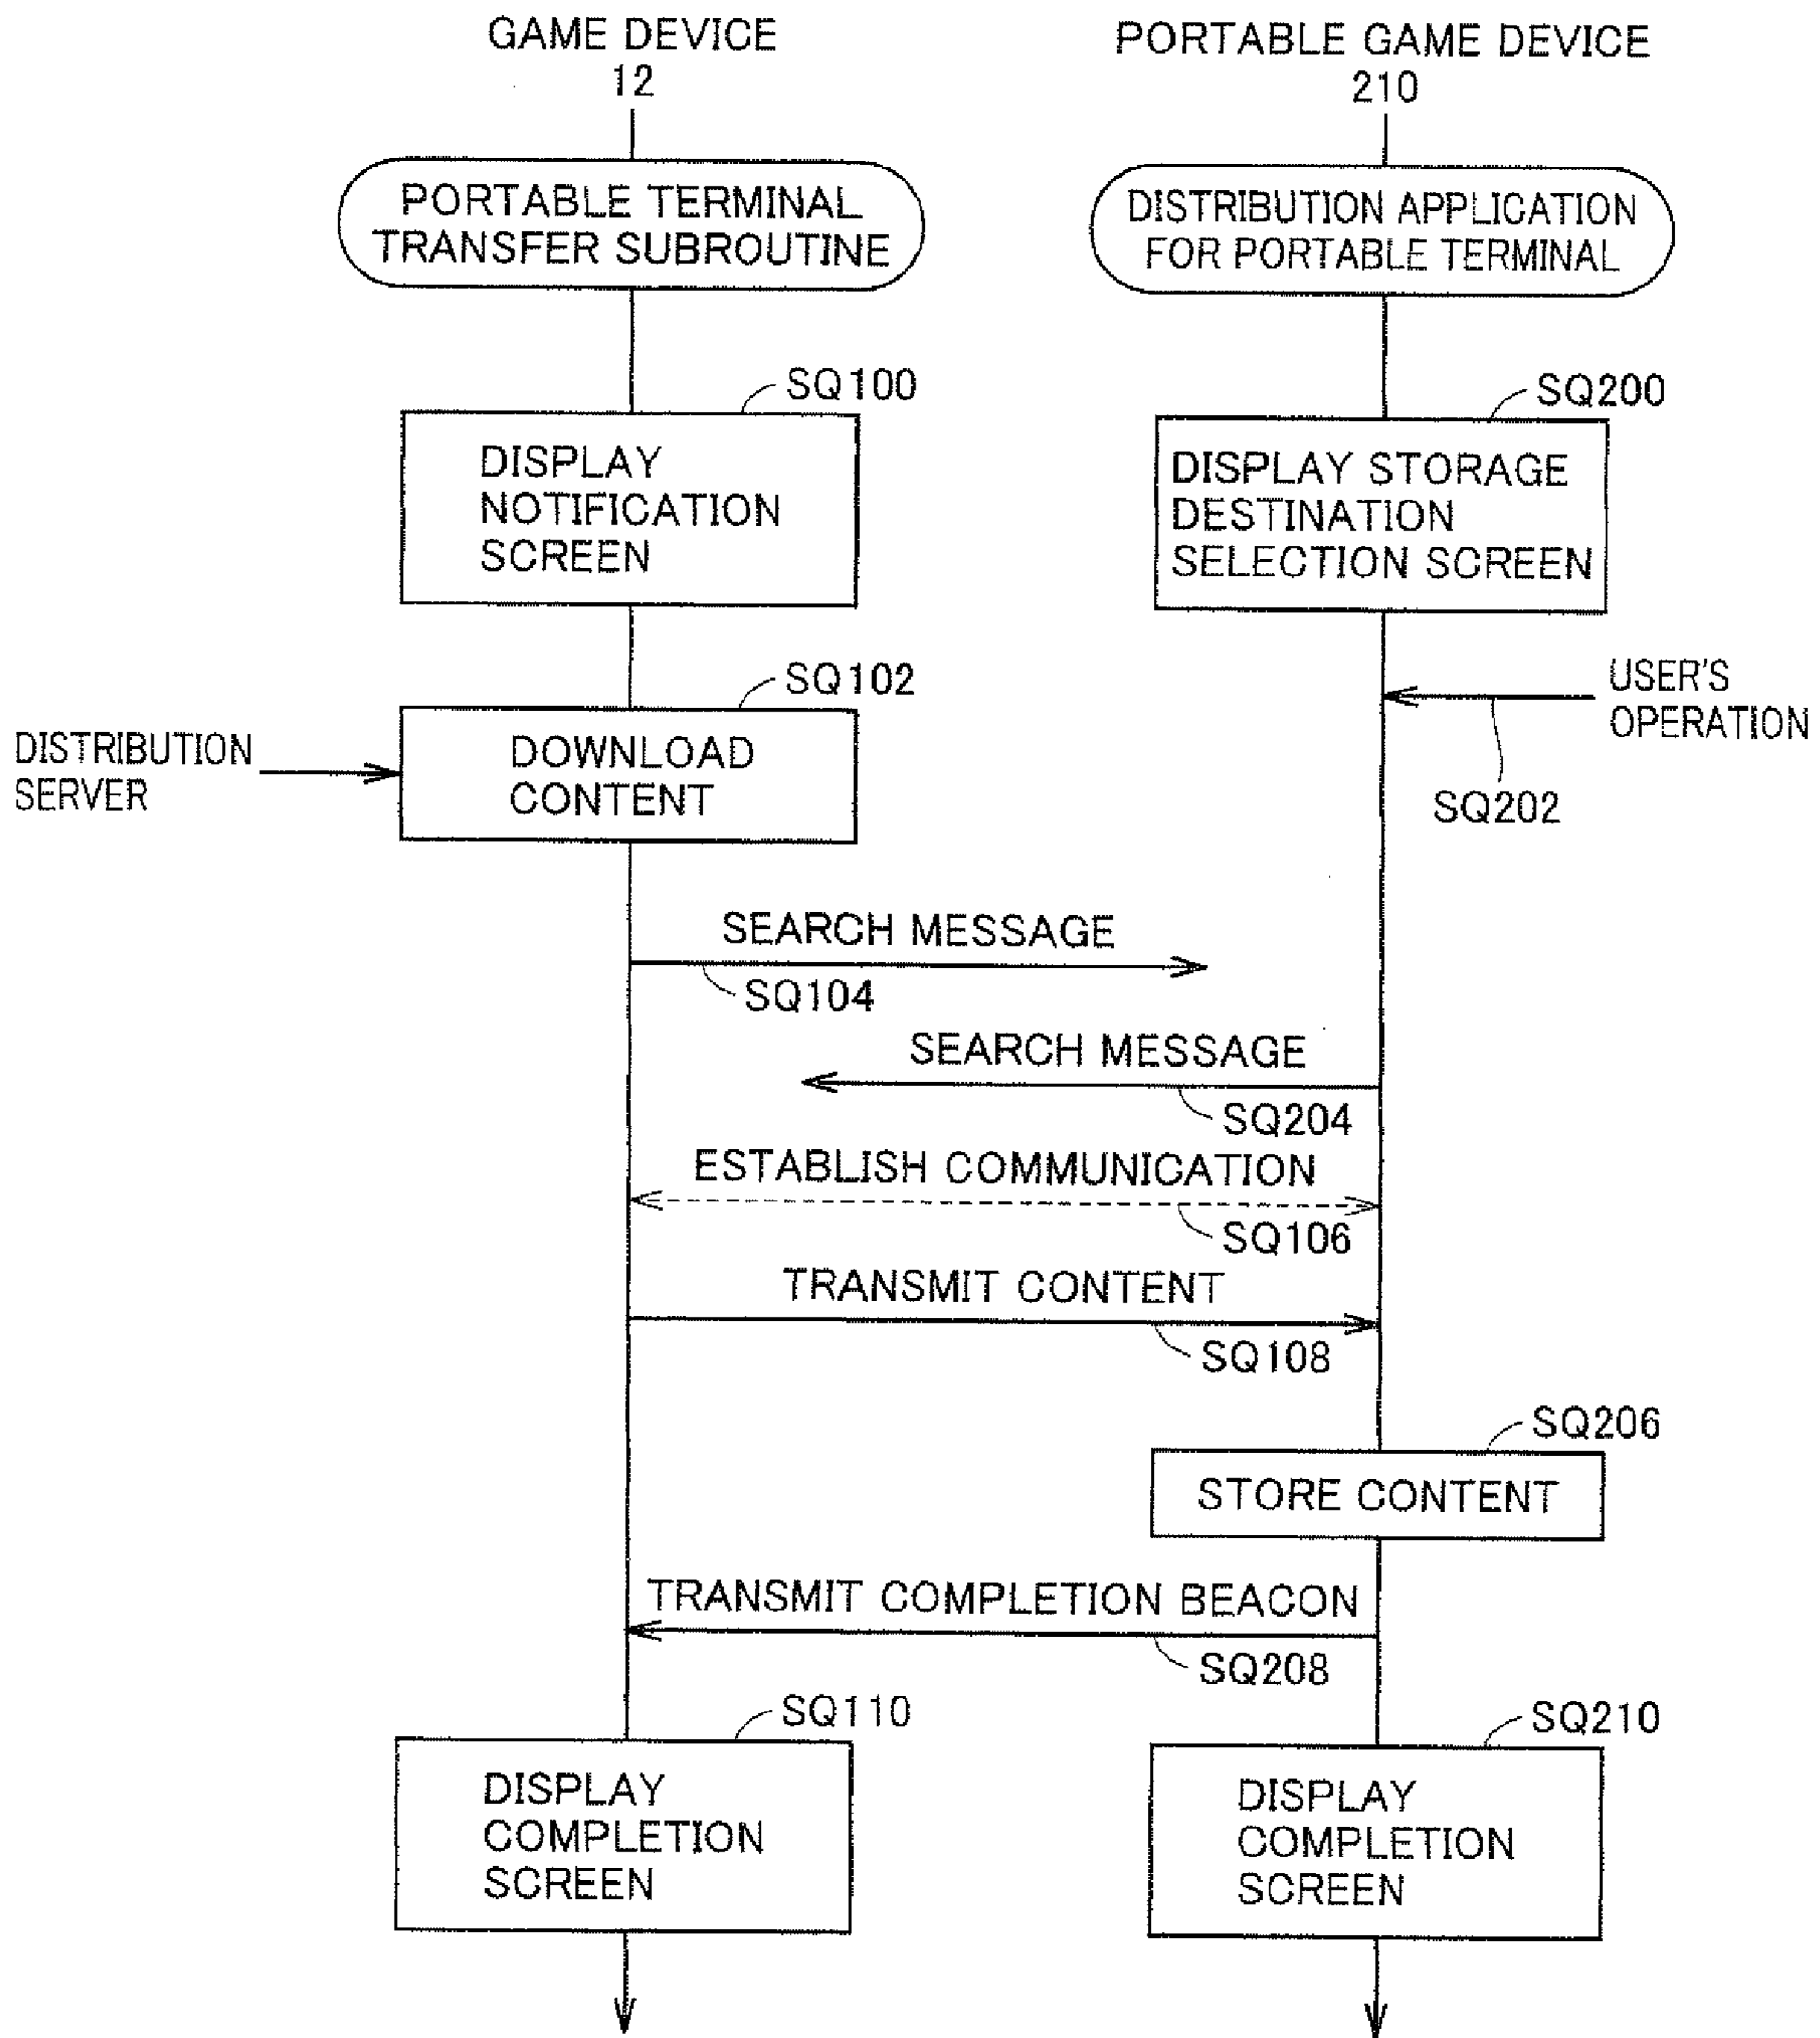 GAME DEVICE
12
PORTABLE GAME DEVICE
210
PORTABLE TERMINAL
TRANSFER SUBROUTINE
DISTRIBUTION APPLICATION
FOR PORTABLE TERMINAL
SQ100
DISPLAY
NOTIFICATION
SCREEN
SQ200
DISPLAY STORAGE
DESTINATION
SELECTION SCREEN
SQ102
DISTRIBUTION
SERVER
DOWNLOAD
CONTENT
USER'S
OPERATION
SQ202
SEARCH MESSAGE
SQ104
SEARCH MESSAGE
SQ204
ESTABLISH COMMUNICATION
SQ106
TRANSMIT CONTENT
SQ108
SQ206
STORE CONTENT
TRANSMIT COMPLETION BEACON
SQ208
SQ110
DISPLAY
COMPLETION
SCREEN
SQ210
DISPLAY
COMPLETION
SCREEN